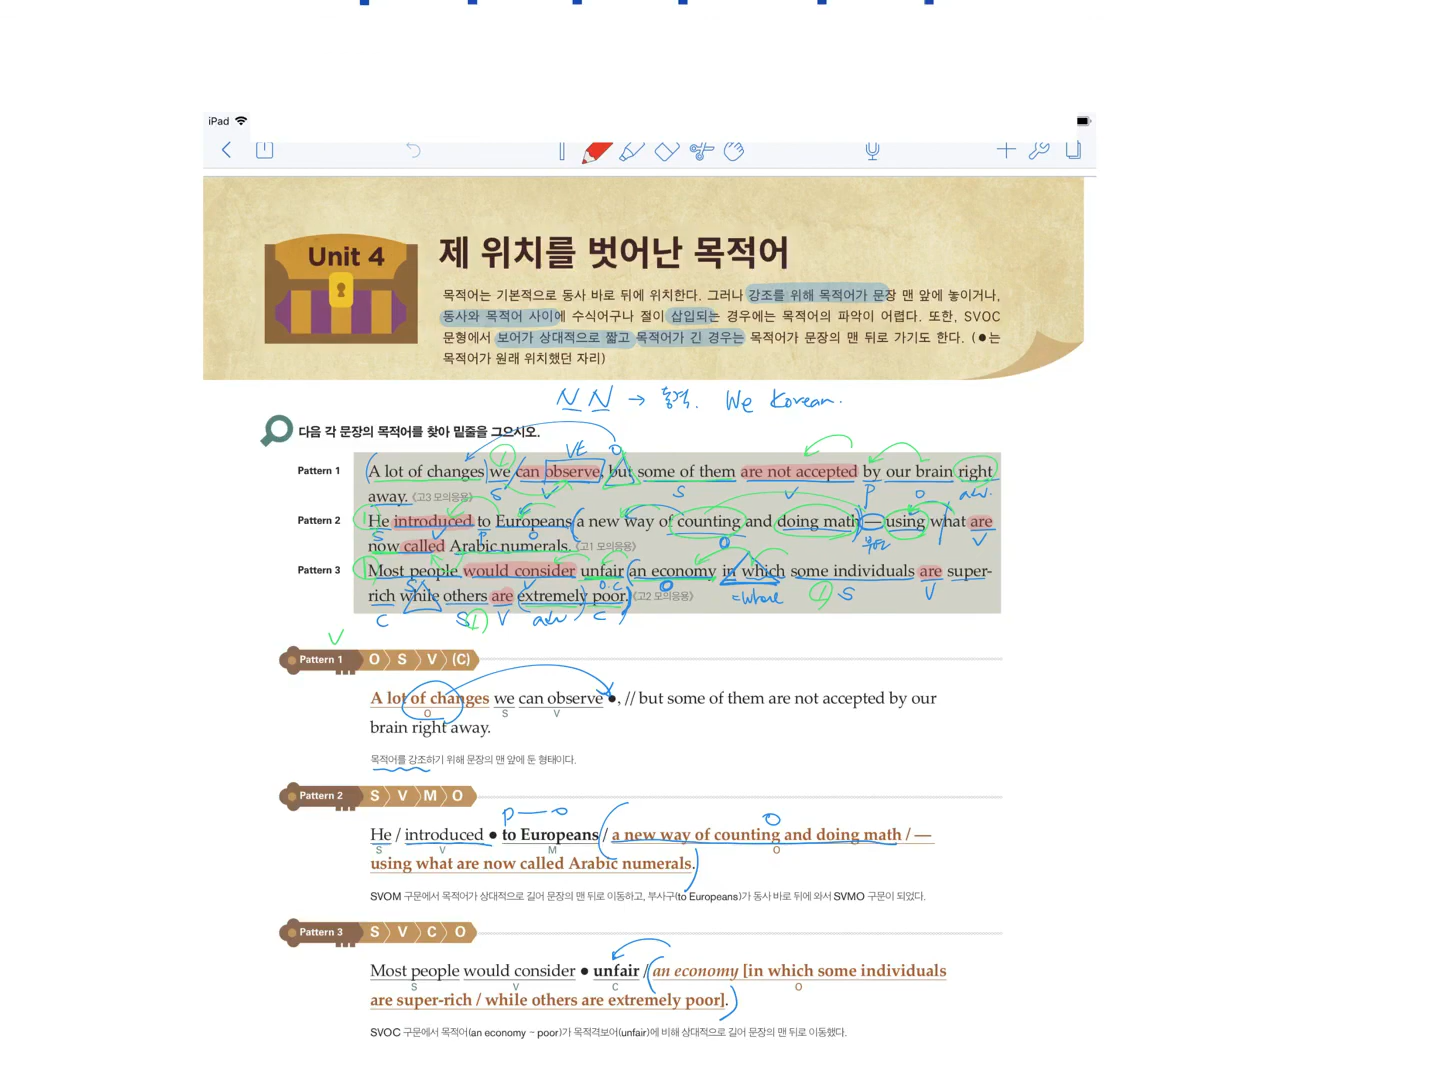 iPad
Unit 4
제 위치를 벗어난 목적어
목적어는 기본적으로 동사 바로 뒤에 위치한다. 그러나 강조를 위해 목적어가 문장 맨 앞에 놓이거나,
동사와 목적어 사이에 수식어구나 절이 삽입되는 경우에는 목적어의 파악이 어렵다. 또한, SVOC
문형에서 보어가 상대적으로 짧고 목적어가 긴 경우는 목적어가 문장의 맨 뒤로 가기도 한다. (●는
목적어가 원래 위치했던 자리)
N N → 동격. We Korean.
다음 각 문장의 목적어를 찾아 밑줄을 그으시오.
① Vt O
Pattern 1 A lot of changes we can observe, but some of them are not accepted by our brain right
S V S V P O adv.
away. 《고3 모의응용》
Pattern 2 He introduced to Europeans a new way of counting and doing math — using what are
S V P O O V
now called Arabic numerals. 《고1 모의응용》
Pattern 3 Most people would consider unfair an economy in which some individuals are super-
S V O.C O =where ① S V
rich while others are extremely poor. 《고2 모의응용》
C S ① V adv C
V
Pattern 1 O S V (C)
A lot of changes we can observe ●, // but some of them are not accepted by our
O S V
brain right away.
목적어를 강조하기 위해 문장의 맨 앞에 둔 형태이다.
Pattern 2 S V M O
P — O O
He / introduced ● to Europeans / a new way of counting and doing math / —
S V M O
using what are now called Arabic numerals.
SVOM 구문에서 목적어가 상대적으로 길어 문장의 맨 뒤로 이동하고, 부사구(to Europeans)가 동사 바로 뒤에 와서 SVMO 구문이 되었다.
Pattern 3 S V C O
Most people would consider ● unfair / an economy [in which some individuals
S V C O
are super-rich / while others are extremely poor].
SVOC 구문에서 목적어(an economy ~ poor)가 목적격보어(unfair)에 비해 상대적으로 길어 문장의 맨 뒤로 이동했다.